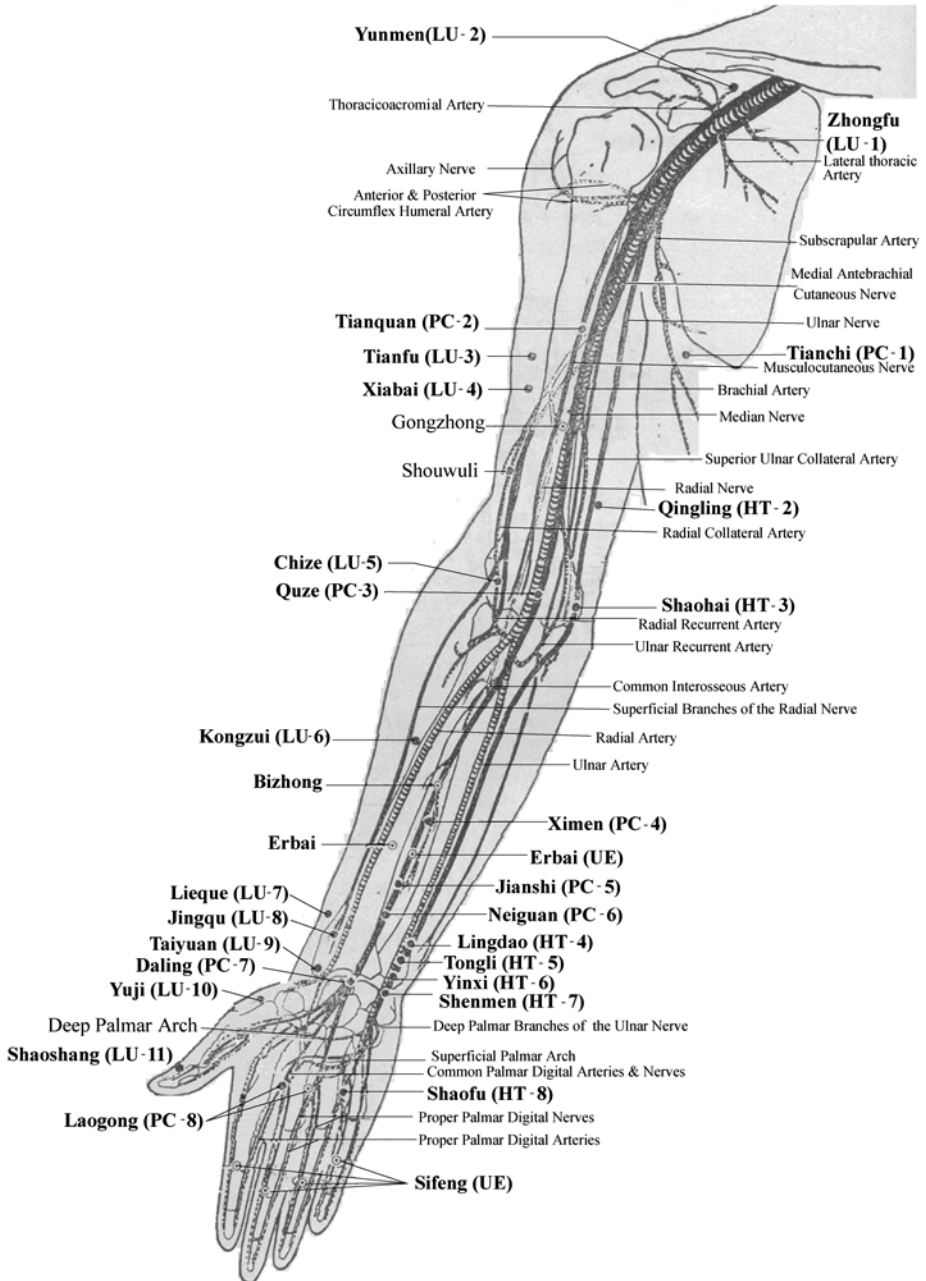 Yunmen(LU- 2)
Thoracicoacromial Artery
Zhongfu
(LU -1)
Lateral thoracic
Artery
Axillary Nerve
Anterior & Posterior
Circumflex Humeral Artery
Subscrapular Artery
Medial Antebrachial
Cutaneous Nerve
Tianquan (PC-2)
Ulnar Nerve
Tianfu (LU-3)
Tianchi (PC-1)
Musculocutaneous Nerve
Xiabai (LU-4)
Brachial Artery
Gongzhong
Median Nerve
Shouwuli
Superior Ulnar Collateral Artery
Radial Nerve
Qingling (HT-2)
Radial Collateral Artery
Chize (LU-5)
Quze (PC-3)
Shaohai (HT-3)
Radial Recurrent Artery
Ulnar Recurrent Artery
Common Interosseous Artery
Superficial Branches of the Radial Nerve
Kongzui (LU-6)
Radial Artery
Ulnar Artery
Bizhong
Ximen (PC-4)
Erbai
Erbai (UE)
Jianshi (PC-5)
Lieque (LU-7)
Neiguan (PC-6)
Jingqu (LU-8)
Lingdao (HT-4)
Taiyuan (LU-9)
Tongli (HT-5)
Daling (PC-7)
Yinxi (HT-6)
Yuji (LU-10)
Shenmen (HT-7)
Deep Palmar Arch
Deep Palmar Branches of the Ulnar Nerve
Shaoshang (LU-11)
Superficial Palmar Arch
Common Palmar Digital Arteries & Nerves
Shaofu (HT-8)
Laogong (PC-8)
Proper Palmar Digital Nerves
Proper Palmar Digital Arteries
Sifeng (UE)